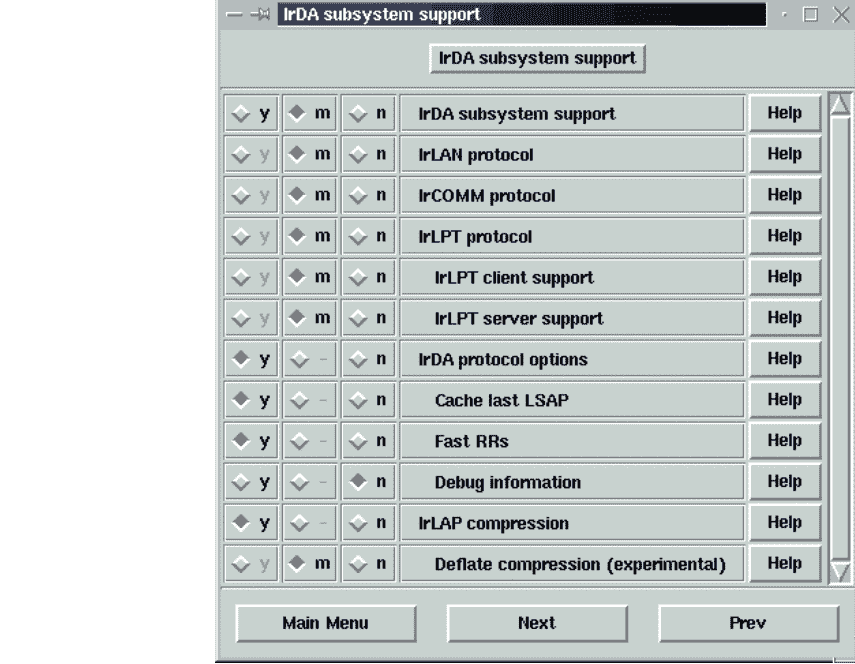 IrDA subsystem support
IrDA subsystem support
y m n IrDA subsystem support Help
y m n IrLAN protocol Help
y m n IrCOMM protocol Help
y m n IrLPT protocol Help
y m n IrLPT client support Help
y m n IrLPT server support Help
y - n IrDA protocol options Help
y - n Cache last LSAP Help
y - n Fast RRs Help
y - n Debug information Help
y - n IrLAP compression Help
y m n Deflate compression (experimental) Help
Main Menu Next Prev